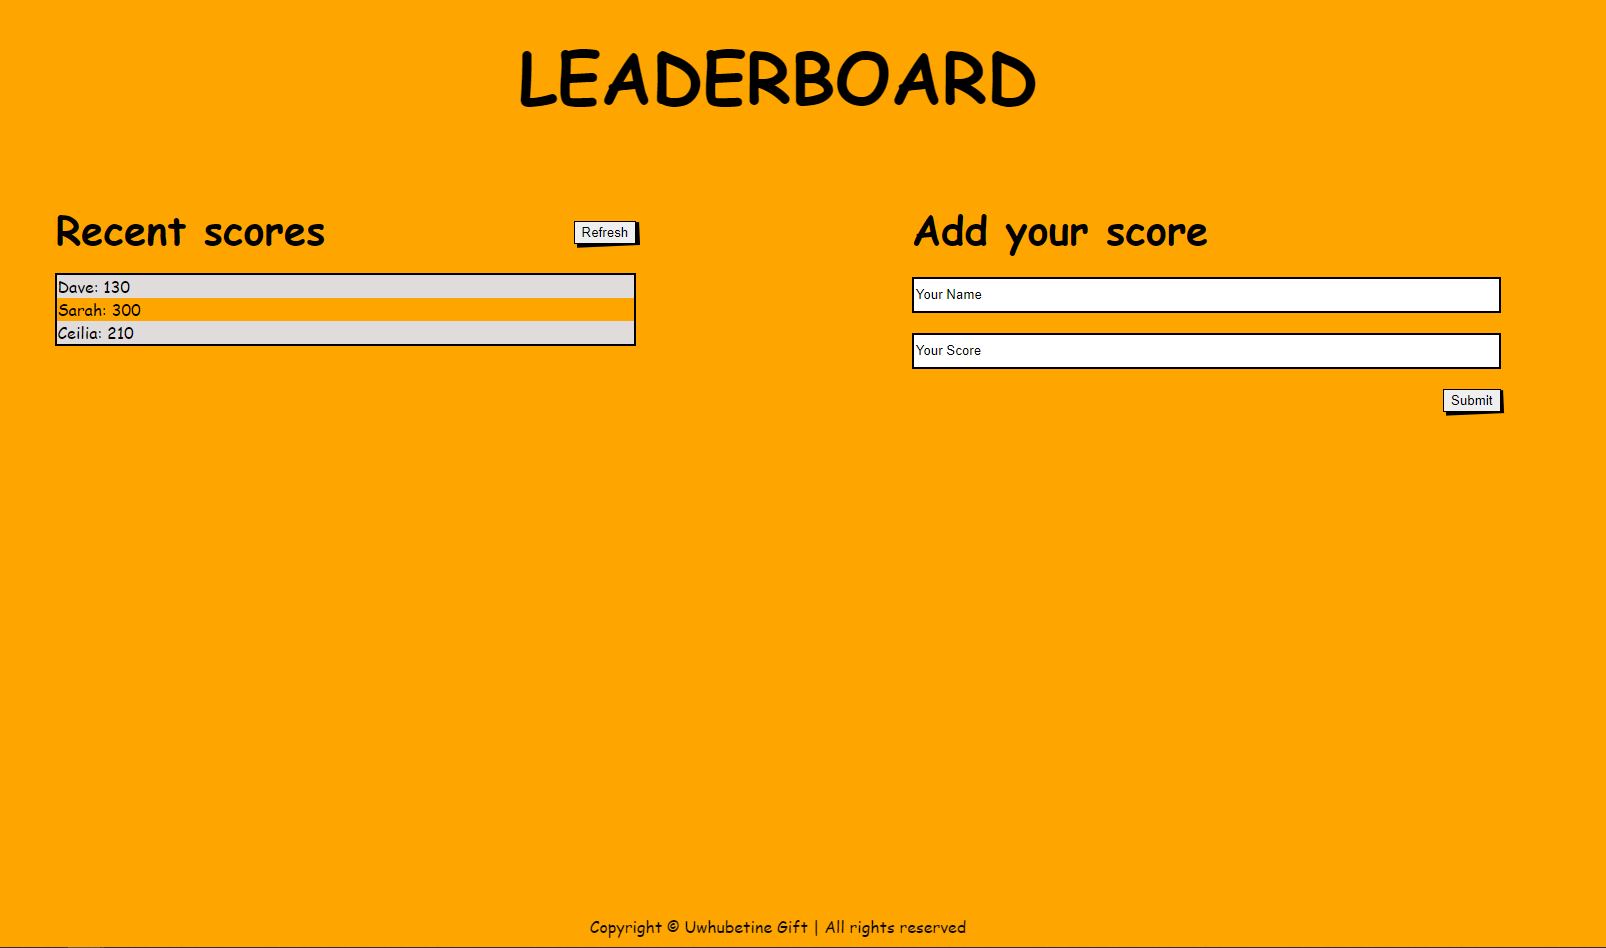 LEADERBOARD
Recent scores
Refresh
Dave: 130
Sarah: 300
Ceilia: 210
Add your score
Your Name
Your Score
Submit
Copyright © Uwhubetine Gift | All rights reserved